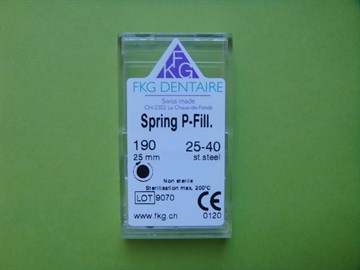 FKG
FKG DENTAIRE
Swiss made
CH-2302 La Chaux-de-Fonds
Spring P-Fill.
190 25-40
25 mm st.steel
Non sterile
Sterilisation max. 200°C
LOT 9070 CE
www.fkg.ch 0120